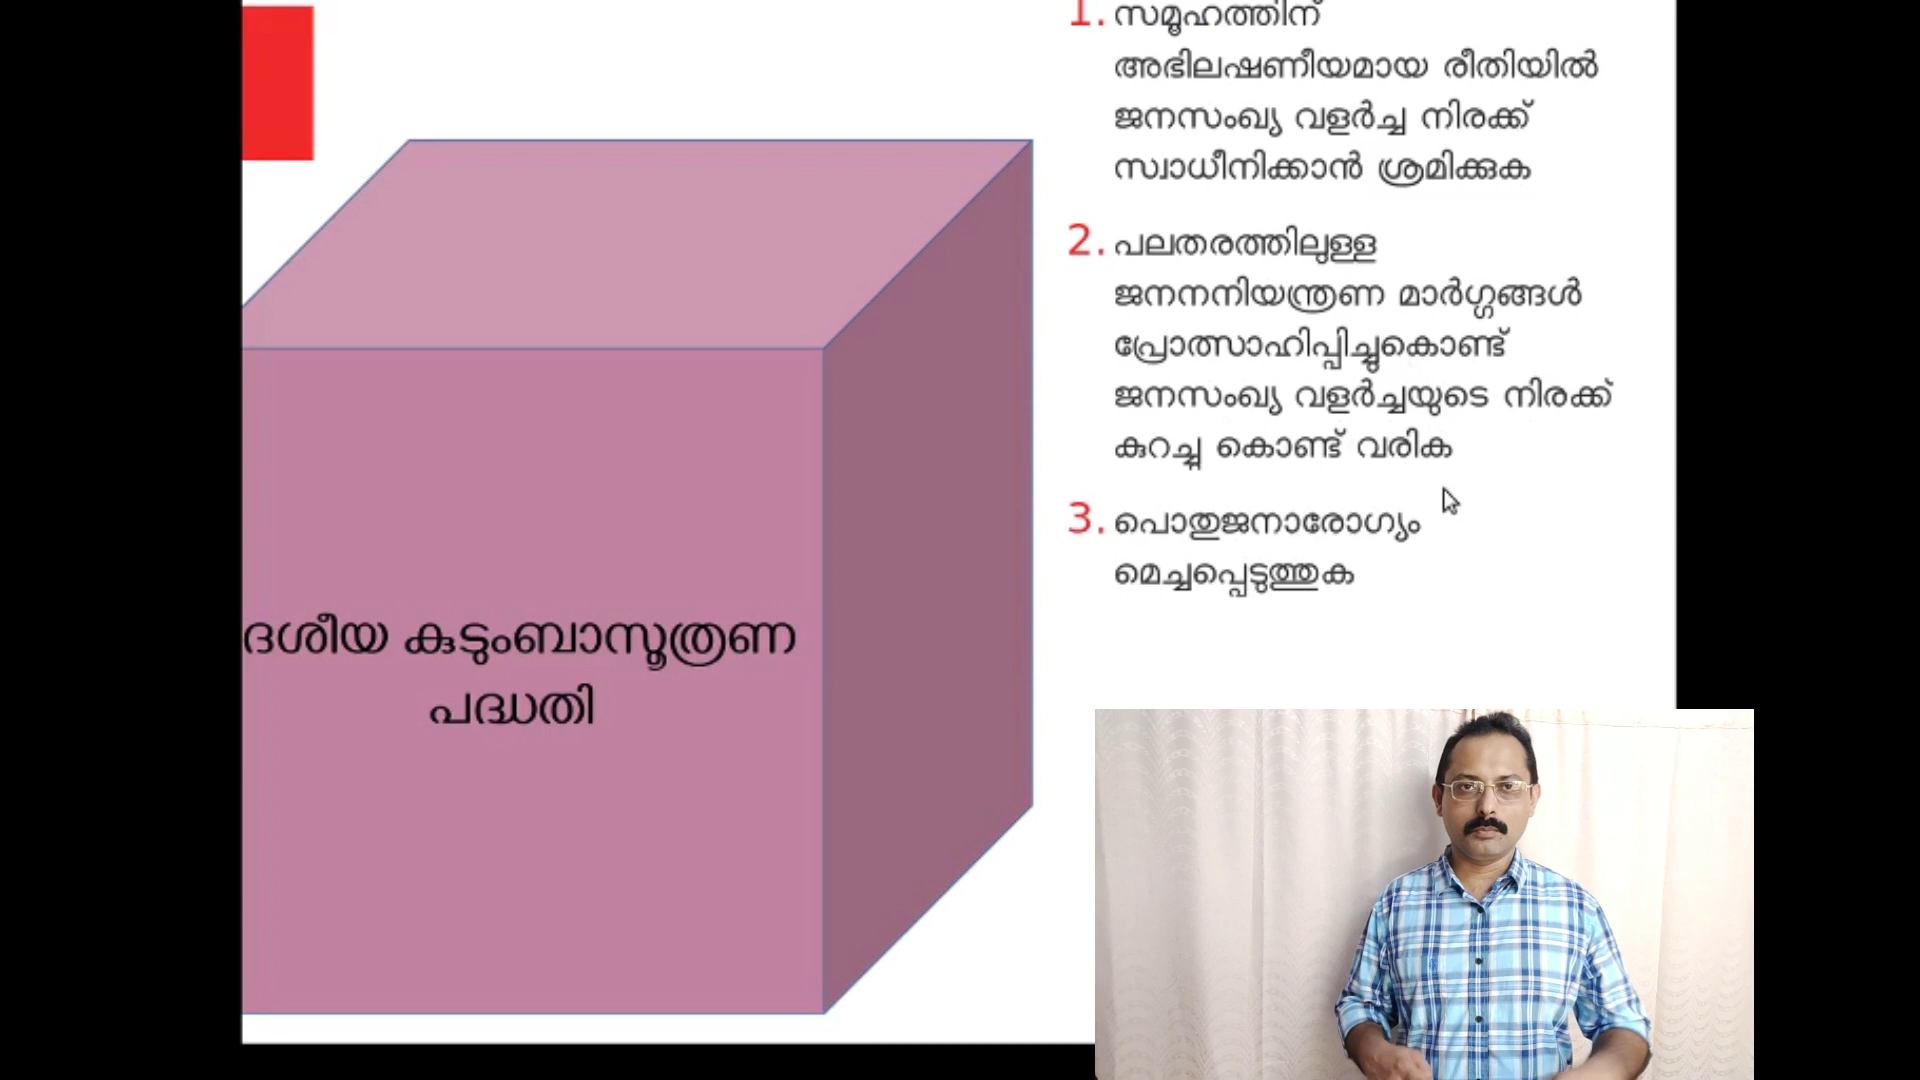 1. സമൂഹത്തിന്
അഭിലഷണീയമായ രീതിയിൽ
ജനസംഖ്യ വളർച്ച നിരക്ക്
സ്വാധീനിക്കാൻ ശ്രമിക്കുക
2. പലതരത്തിലുള്ള
ജനനനിയന്ത്രണ മാർഗ്ഗങ്ങൾ
പ്രോത്സാഹിപ്പിച്ചുകൊണ്ട്
ജനസംഖ്യ വളർച്ചയുടെ നിരക്ക്
കുറച്ചു കൊണ്ട് വരിക
3. പൊതുജനാരോഗ്യം
മെച്ചപ്പെടുത്തുക
ദശീയ കുടുംബാസൂത്രണ
പദ്ധതി